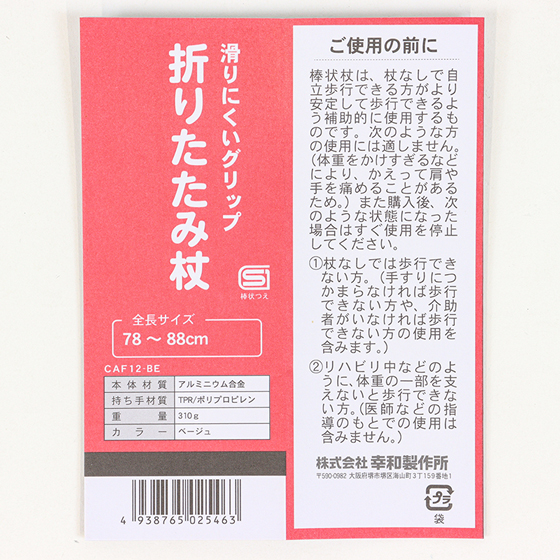 滑りにくいグリップ
折りたたみ杖
棒状つえ
全長サイズ
78～88cm
CAF12-BE
本体材質 アルミニウム合金
持ち手材質 TPR/ポリプロピレン
重量 310g
カラー ベージュ
4 938765 025463
ご使用の前に
棒状杖は、杖なしで自
立歩行できる方がより
安定して歩行できるよ
う補助的に使用するも
のです。次のような方
の使用には適しません。
(体重をかけすぎるなど
により、かえって肩や
手を痛めることがある
ため。)また購入後、次
のような状態になった
場合はすぐ使用を停止
してください。
①杖なしでは歩行でき
ない方。(手すりにつ
かまらなければ歩行
できない方や、介助
者がいなければ歩行
できない方の使用を
含みます。)
②リハビリ中などのよ
うに、体重の一部を支
えないと歩行できな
い方。(医師などの指
導のもとでの使用は
含みません。)
株式会社 幸和製作所
〒590-0982 大阪府堺市堺区海山町3丁159番地1
プラ
袋